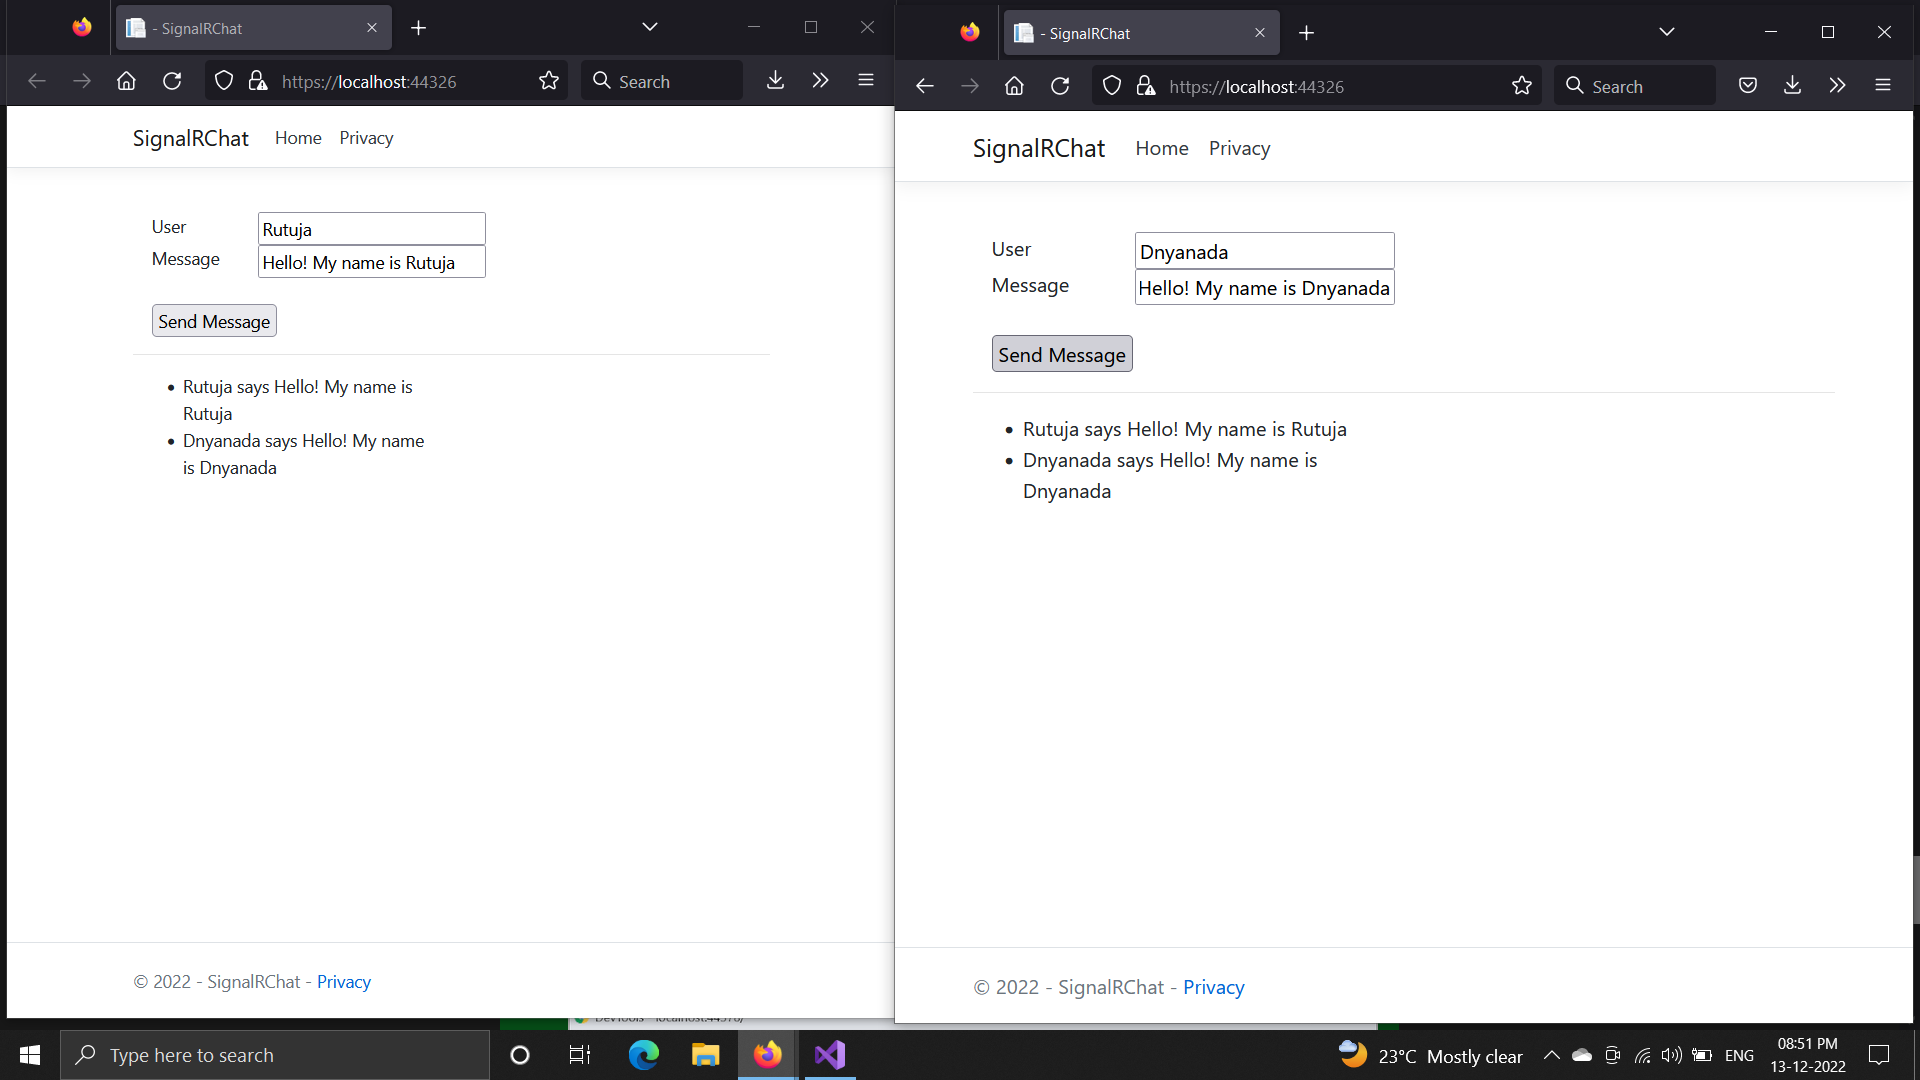 - SignalRChat
https://localhost:44326
Search
SignalRChat Home Privacy
User Rutuja
Message Hello! My name is Rutuja
Send Message
Rutuja says Hello! My name is
Rutuja
Dnyanada says Hello! My name
is Dnyanada
© 2022 - SignalRChat - Privacy
- SignalRChat
https://localhost:44326
Search
SignalRChat Home Privacy
User Dnyanada
Message Hello! My name is Dnyanada
Send Message
Rutuja says Hello! My name is Rutuja
Dnyanada says Hello! My name is
Dnyanada
© 2022 - SignalRChat - Privacy
Type here to search
23°C Mostly clear
ENG
08:51 PM
13-12-2022